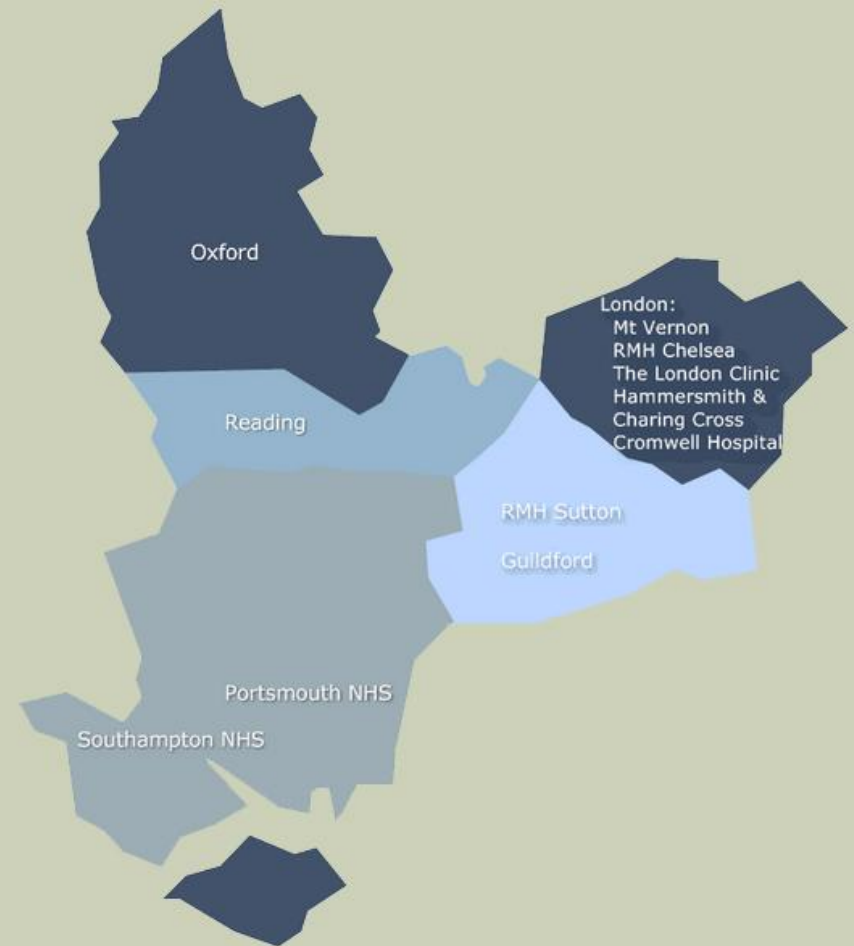 Oxford
London:
Mt Vernon
RMH Chelsea
The London Clinic
Hammersmith &
Charing Cross
Cromwell Hospital
Reading
RMH Sutton
Guildford
Portsmouth NHS
Southampton NHS